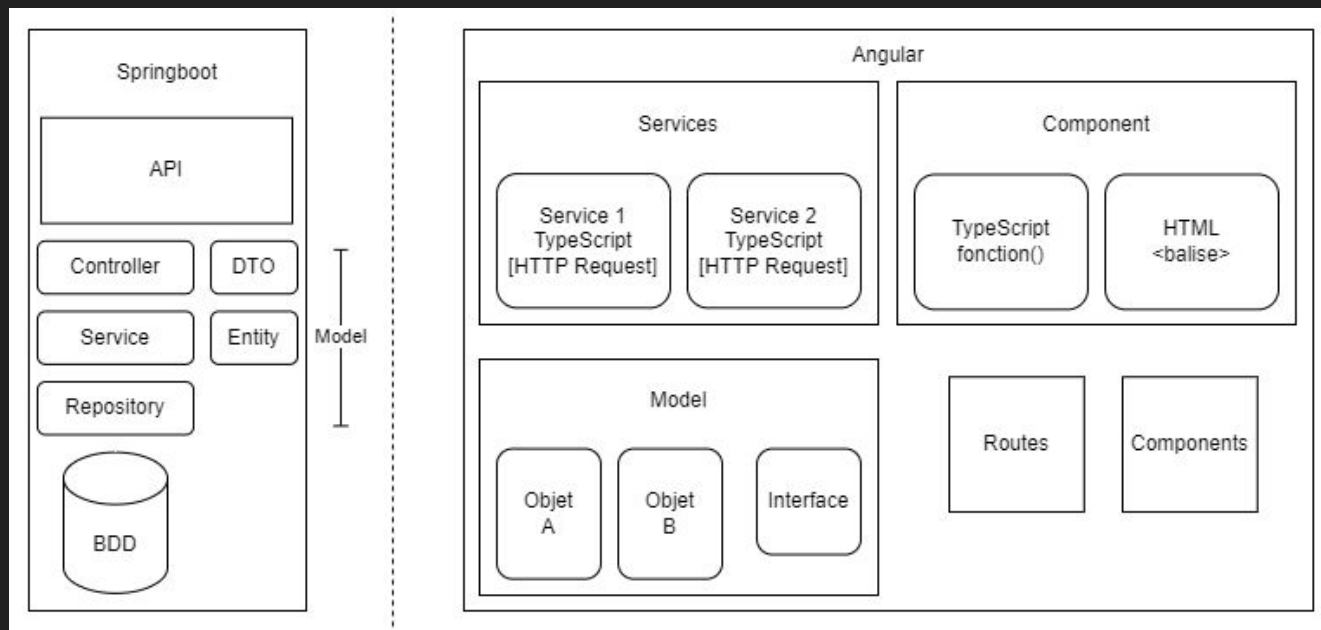 Springboot
API
Controller
DTO
Service
Entity
Model
Repository
BDD
Angular
Services
Service 1
TypeScript
[HTTP Request]
Service 2
TypeScript
[HTTP Request]
Component
TypeScript
fonction()
HTML
<balise>
Model
Objet
A
Objet
B
Interface
Routes
Components